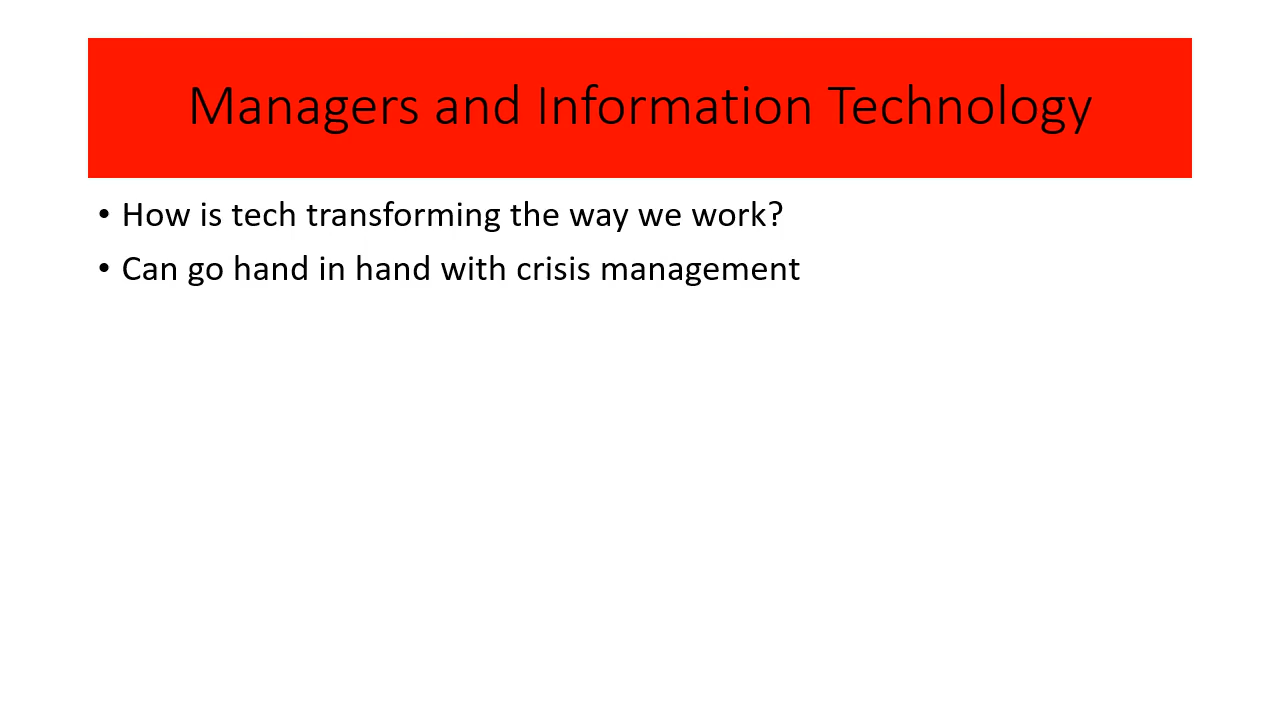 Managers and Information Technology
• How is tech transforming the way we work?
• Can go hand in hand with crisis management